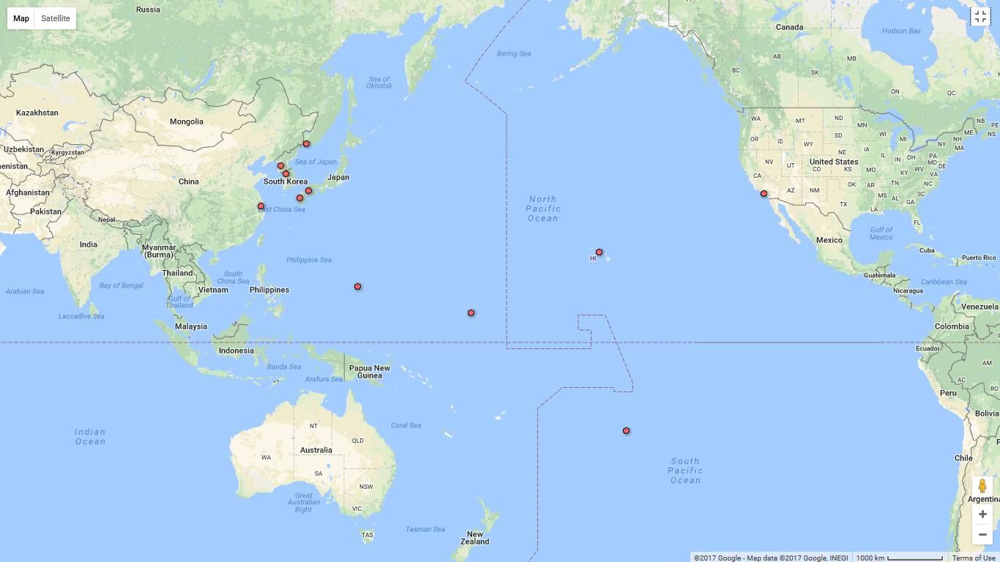 Map
Satellite
Russia
Canada
Hudson Bay
Bering Sea
AB
MB
BC
SK
Sea of
Okhotsk
ON
QC
Kazakhstan
Mongolia
WA
MT
ND
MN
NB
PE
NS
ME
OR
ID
WY
SD
WI
MI
NH
NY
MA
Uzbekistan
Kyrgyzstan
enistan
Sea of Japan
Japan
South Korea
China
NV
UT
United States
CO
NE
IA
IL
IN
OH
PA
MD
NJ
DE
KS
MO
KY
WV
VA
CA
AZ
NM
OK
AR
TN
NC
SC
MS
AL
GA
TX
LA
FL
Afghanistan
Pakistan
East China Sea
North
Pacific
Ocean
Nepal
India
Myanmar
(Burma)
Gulf of
Mexico
Mexico
Cuba
Puerto Rico
HI
Philippine Sea
Thailand
South
China Sea
Vietnam
Philippines
Guatemala
Caribbean Sea
Nicaragua
Arabian Sea
Bay of Bengal
Gulf of
Thailand
Laccadive Sea
Venezuela
Malaysia
Colombia
Indonesia
Ecuador
Banda Sea
Papua New
Guinea
Arafura Sea
AM
AC
RO
Peru
Bolivia
Indian
Ocean
NT
Coral Sea
QLD
Australia
WA
SA
NSW
Great
Australian
Bight
VIC
TAS
Tasman Sea
New
Zealand
South
Pacific
Ocean
P
Chile
Argentina
©2017 Google - Map data ©2017 Google, INEGI
1000 km
Terms of Use